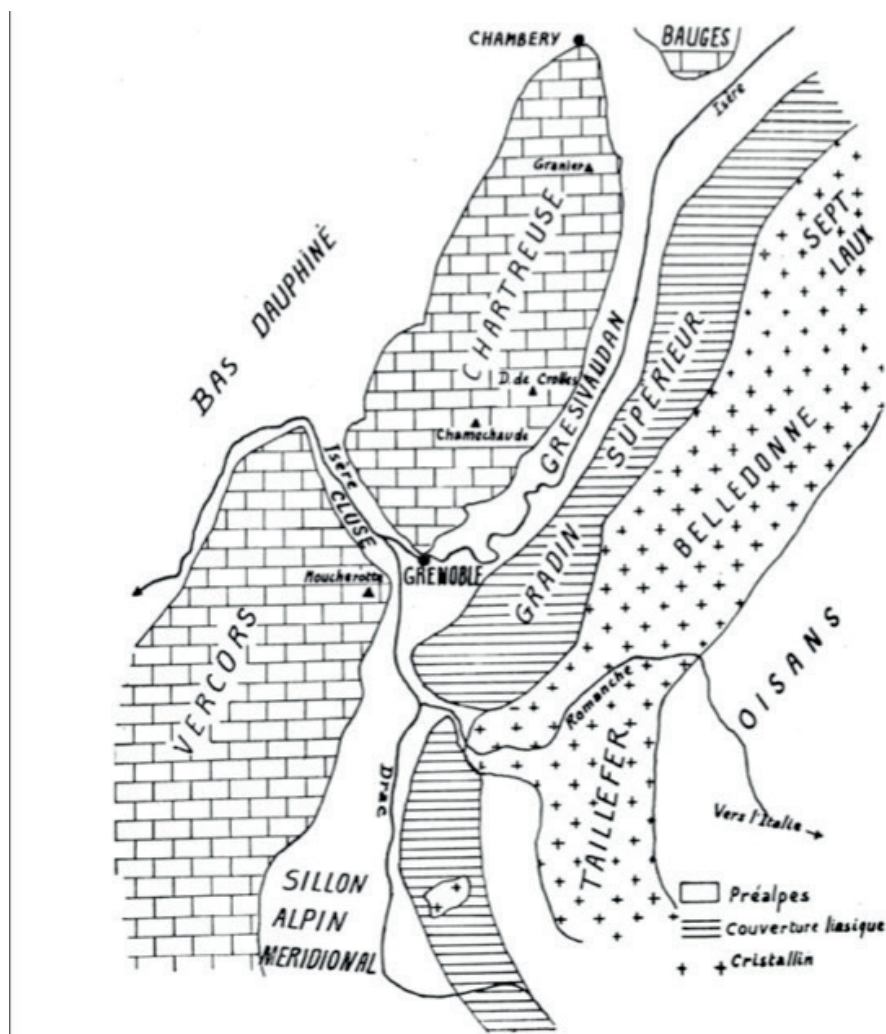 CHAMBERY
BAUGES
Isère
Granier
SEPT
LAUX
BAS DAUPHINÉ
CHARTREUSE
D. de Crolles
Chamechaude
GRESIVAUDAN
SUPÉRIEUR
GRADIN
BELLEDONNE
Isère
CLUSE
GRENOBLE
Moucherotte
VERCORS
Romanche
OISANS
TAILLEFER
Drac
Vers l'Italie
SILLON
ALPIN
MERIDIONAL
Préalpes
Couverture liasique
Cristallin